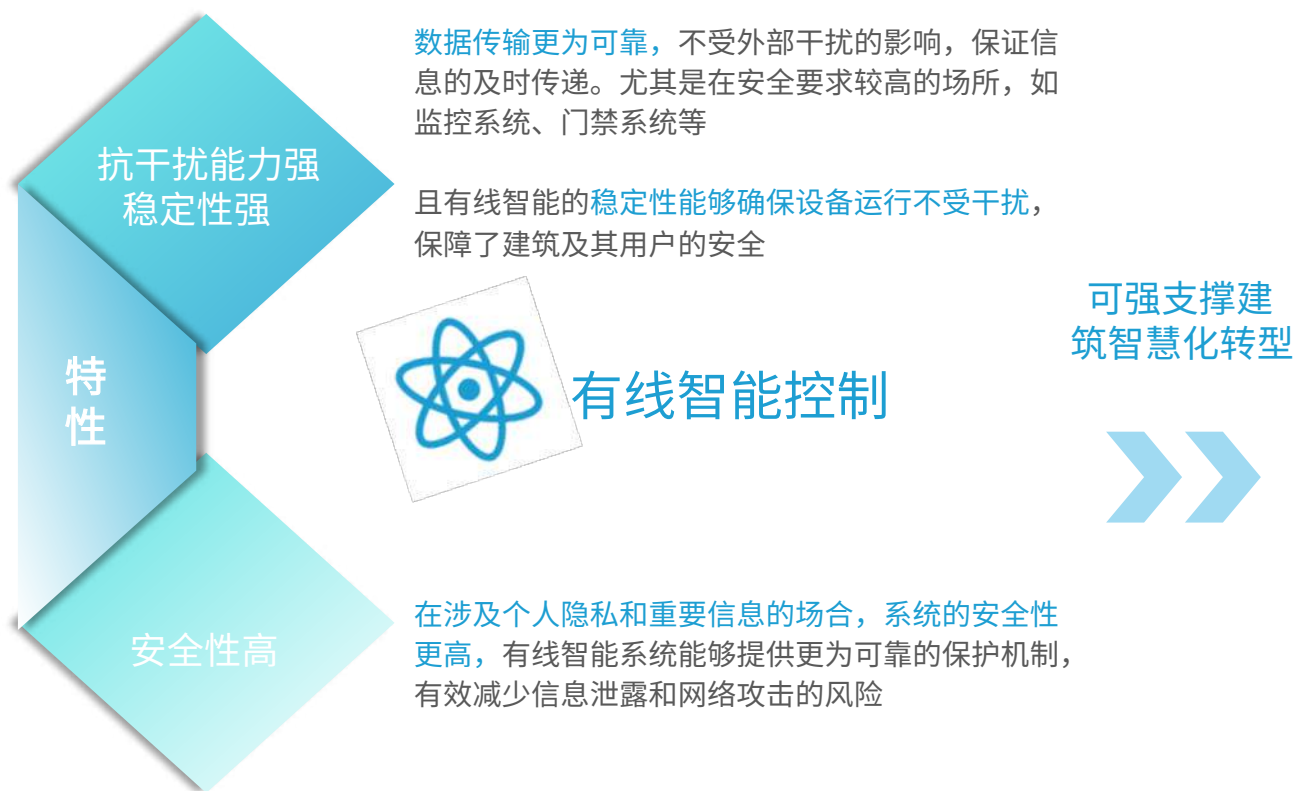 数据传输更为可靠，不受外部干扰的影响，保证信
息的及时传递。尤其是在安全要求较高的场所，如
监控系统、门禁系统等
抗干扰能力强
稳定性强
且有线智能的稳定性能够确保设备运行不受干扰，
保障了建筑及其用户的安全
可强支撑建
筑智慧化转型
特
性
有线智能控制
在涉及个人隐私和重要信息的场合，系统的安全性
更高，有线智能系统能够提供更为可靠的保护机制，
有效减少信息泄露和网络攻击的风险
安全性高